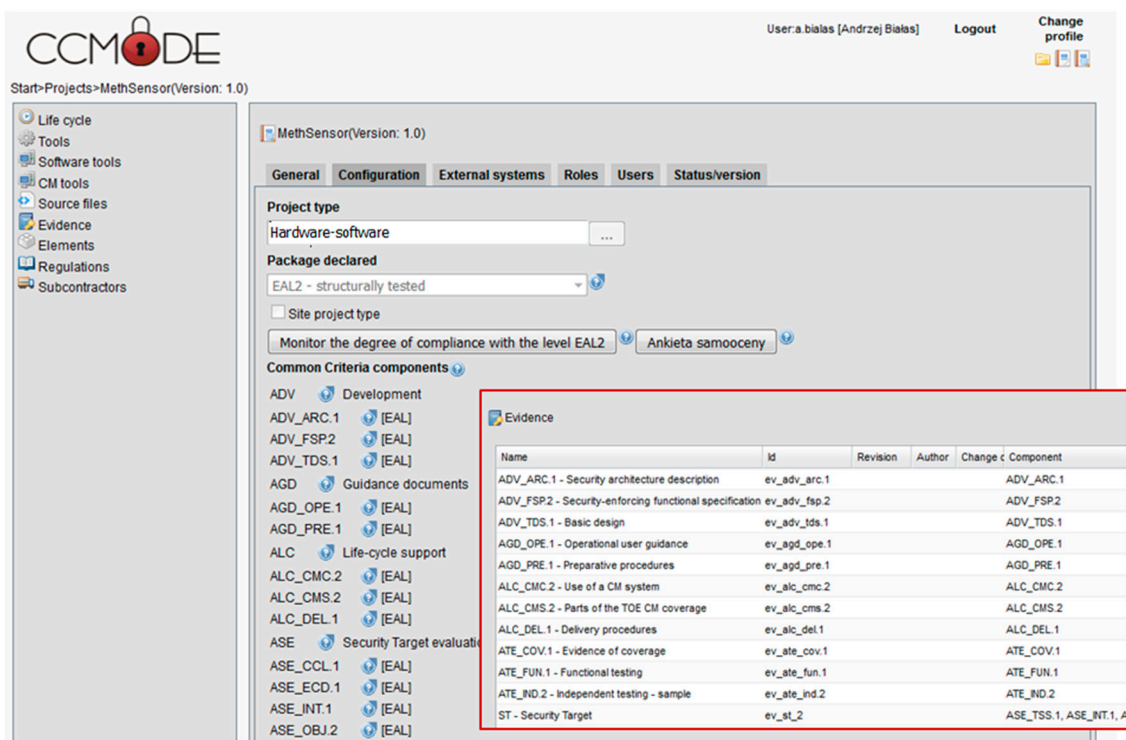 CCMODE
User:a.bialas [Andrzej Białas]
Logout
Change profile
Start>Projects>MethSensor(Version: 1.0)
Life cycle
Tools
Software tools
CM tools
Source files
Evidence
Elements
Regulations
Subcontractors
MethSensor(Version: 1.0)
General Configuration External systems Roles Users Status/version
Project type
Hardware-software
...
Package declared
EAL2 - structurally tested
Site project type
Monitor the degree of compliance with the level EAL2
Ankieta samooceny
Common Criteria components
ADV Development
ADV_ARC.1 [EAL]
ADV_FSP.2 [EAL]
ADV_TDS.1 [EAL]
AGD Guidance documents
AGD_OPE.1 [EAL]
AGD_PRE.1 [EAL]
ALC Life-cycle support
ALC_CMC.2 [EAL]
ALC_CMS.2 [EAL]
ALC_DEL.1 [EAL]
ASE Security Target evaluatio
ASE_CCL.1 [EAL]
ASE_ECD.1 [EAL]
ASE_INT.1 [EAL]
ASE_OBJ.2 [EAL]
Evidence
Name Id Revision Author Change Component
ADV_ARC.1 - Security architecture description ev_adv_arc.1 ADV_ARC.1
ADV_FSP.2 - Security-enforcing functional specification ev_adv_fsp.2 ADV_FSP.2
ADV_TDS.1 - Basic design ev_adv_tds.1 ADV_TDS.1
AGD_OPE.1 - Operational user guidance ev_agd_ope.1 AGD_OPE.1
AGD_PRE.1 - Preparative procedures ev_agd_pre.1 AGD_PRE.1
ALC_CMC.2 - Use of a CM system ev_alc_cmc.2 ALC_CMC.2
ALC_CMS.2 - Parts of the TOE CM coverage ev_alc_cms.2 ALC_CMS.2
ALC_DEL.1 - Delivery procedures ev_alc_del.1 ALC_DEL.1
ATE_COV.1 - Evidence of coverage ev_ate_cov.1 ATE_COV.1
ATE_FUN.1 - Functional testing ev_ate_fun.1 ATE_FUN.1
ATE_IND.2 - Independent testing - sample ev_ate_ind.2 ATE_IND.2
ST - Security Target ev_st_2 ASE_TSS.1, ASE_INT.1, A